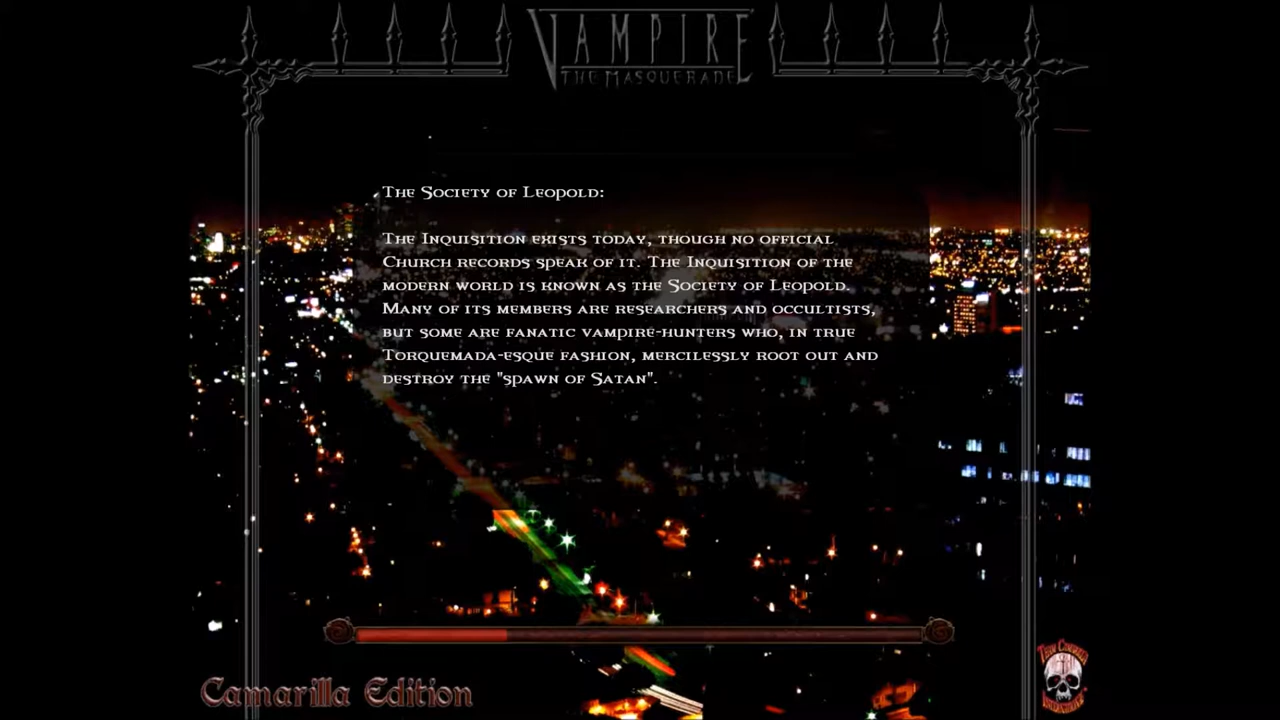 VAMPIRE
THE MASQUERADE
The Society of Leopold:
The Inquisition exists today, though no official
Church records speak of it. The Inquisition of the
modern world is known as the Society of Leopold.
Many of its members are researchers and occultists,
but some are fanatic vampire-hunters who, in true
Torquemada-esque fashion, mercilessly root out and
destroy the "spawn of Satan".
Camarilla Edition